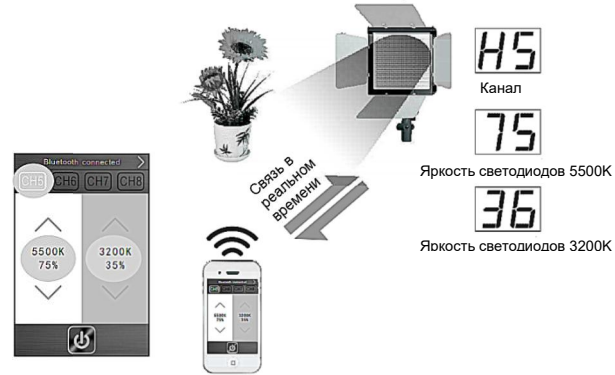 H5
Канал
75
Яркость светодиодов 5500K
36
Яркость светодиодов 3200K
Связь в
реальном
времени
Bluetooth connected
CH5 CH6 CH7 CH8
5500K
75%
3200K
35%